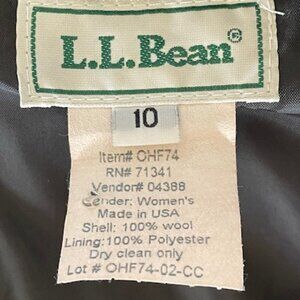 L.L.Bean®
10
Item# OHF74
RN# 71341
Vendor# 04388
Gender: Women's
Made in USA
Shell: 100% wool
Lining:100% Polyester
Dry clean only
Lot # OHF74-02-CC